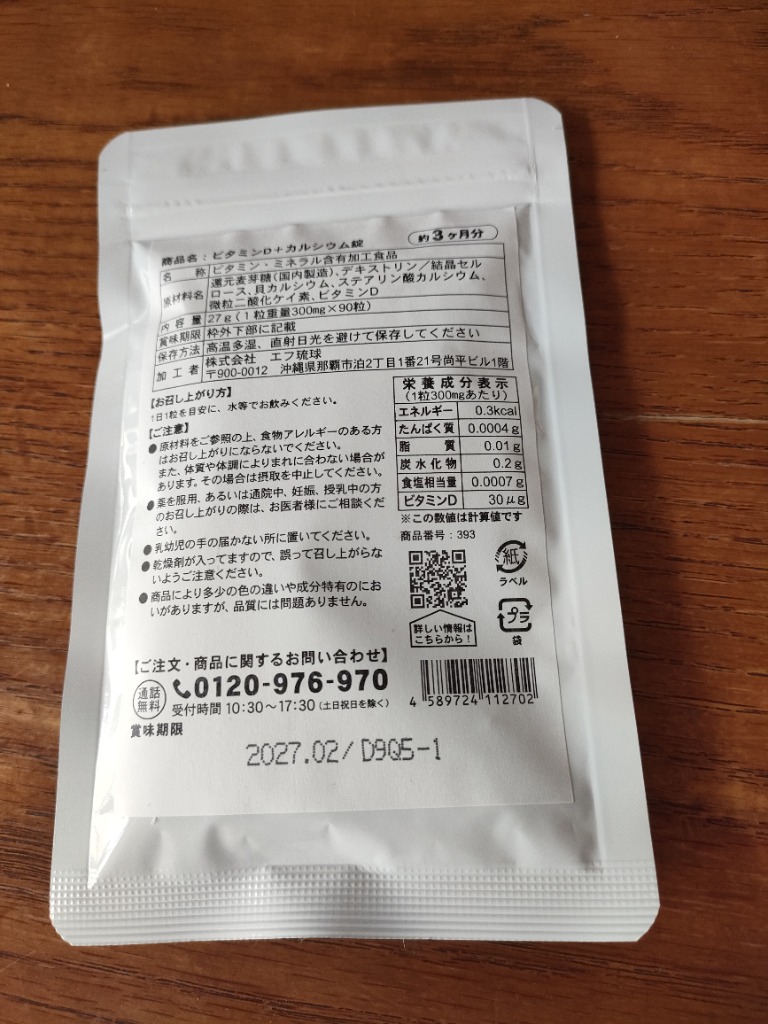 商品名：ビタミンD＋カルシウム錠
約3ヶ月分
名称 ビタミン・ミネラル含有加工食品
原材料名 還元麦芽糖（国内製造）、デキストリン／結晶セル
ロース、貝カルシウム、ステアリン酸カルシウム、
微粒二酸化ケイ素、ビタミンD
内容量 27g（1粒重量300mg×90粒）
賞味期限 枠外下部に記載
保存方法 高温多湿、直射日光を避けて保存してください
加工者 株式会社 エフ琉球
〒900-0012 沖縄県那覇市泊2丁目1番21号尚平ビル1階
【お召し上がり方】
1日1粒を目安に、水等でお飲みください。
【ご注意】
●原材料をご参照の上、食物アレルギーのある方
はお召し上がりにならないでください。
また、体質や体調によりまれに合わない場合が
あります。その場合は摂取を中止してください。
●薬を服用、あるいは通院中、妊娠、授乳中の方
のお召し上がりの際は、お医者様にご相談くだ
さい。
●乳幼児の手の届かない所に置いてください。
●乾燥剤が入ってますので、誤って召し上がらな
いようご注意ください。
●商品により多少の色の違いや成分特有のにお
いがありますが、品質には問題ありません。
栄養成分表示
（1粒300mgあたり）
エネルギー 0.3kcal
たんぱく質 0.0004g
脂質 0.01g
炭水化物 0.2g
食塩相当量 0.0007g
ビタミンD 30μg
※この数値は計算値です
商品番号：393
紙
ラベル
プラ
袋
詳しい情報は
こちらから！
【ご注文・商品に関するお問い合わせ】
通話
無料
0120-976-970
受付時間 10:30～17:30（土日祝日を除く）
4 589724 112702
賞味期限
2027.02/D9Q5-1